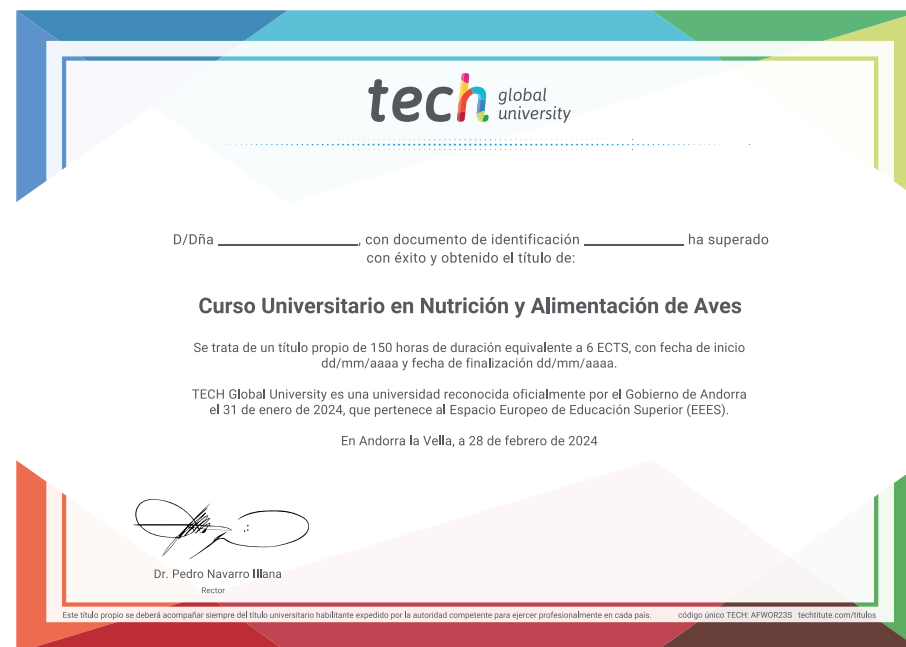 tech global
university
D/Dña ______________, con documento de identificación __________ ha superado
con éxito y obtenido el título de:
Curso Universitario en Nutrición y Alimentación de Aves
Se trata de un título propio de 150 horas de duración equivalente a 6 ECTS, con fecha de inicio
dd/mm/aaaa y fecha de finalización dd/mm/aaaa.
TECH Global University es una universidad reconocida oficialmente por el Gobierno de Andorra
el 31 de enero de 2024, que pertenece al Espacio Europeo de Educación Superior (EEES).
En Andorra la Vella, a 28 de febrero de 2024
Dr. Pedro Navarro Illana
Rector
Este título propio se deberá acompañar siempre del título universitario habilitante expedido por la autoridad competente para ejercer profesionalmente en cada país. código único TECH: AFWOR23S techtitute.com/titulos